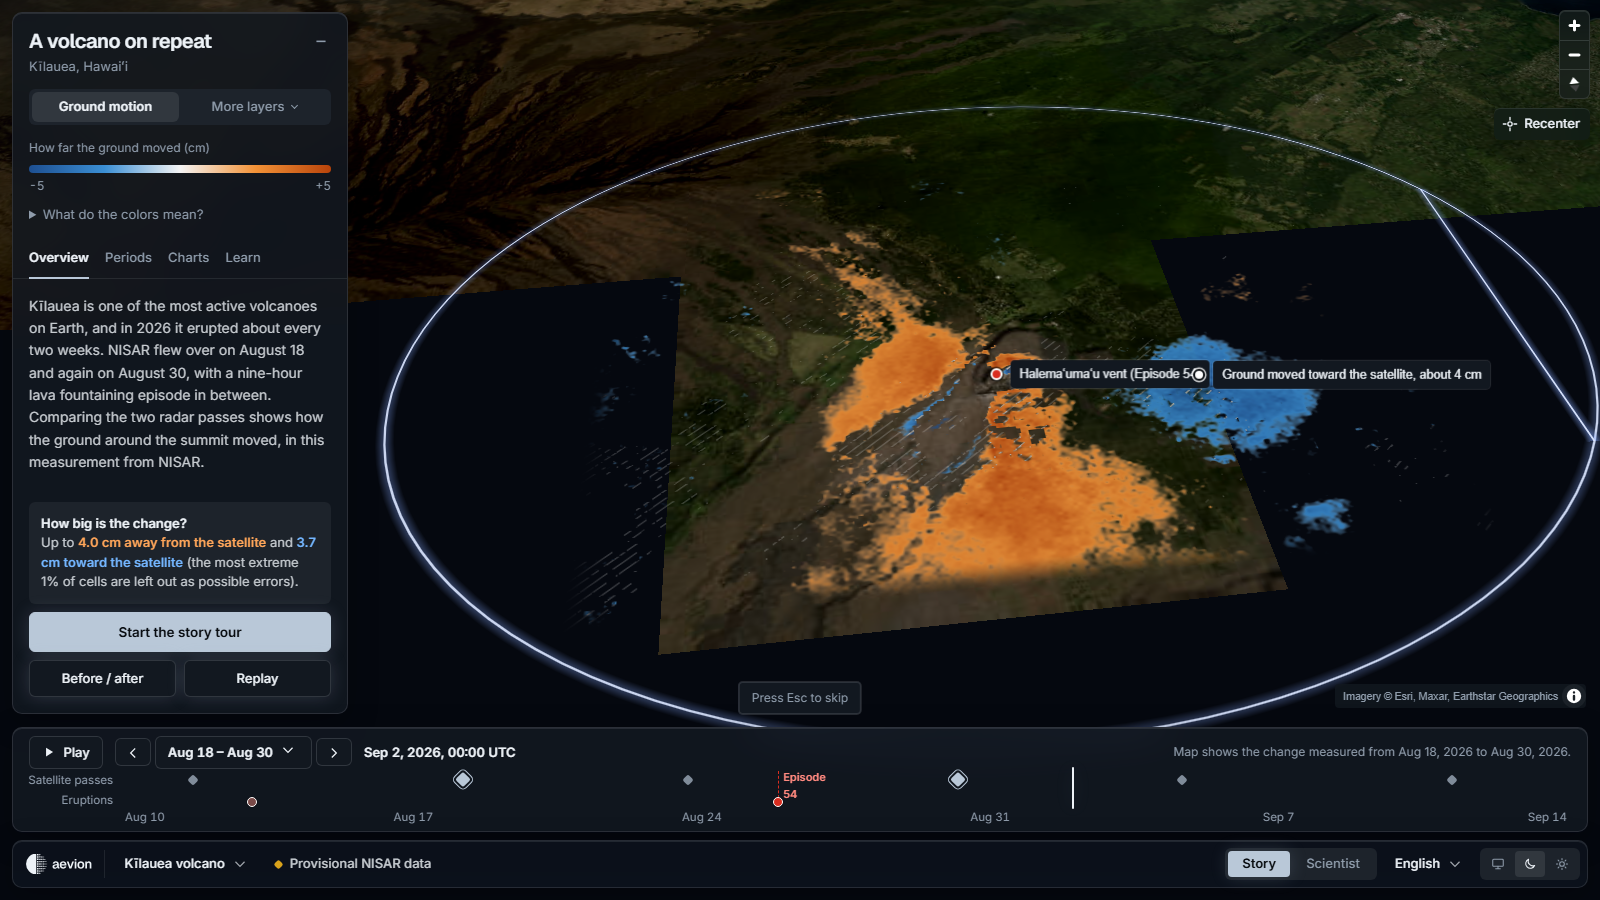 A volcano on repeat
Kīlauea, Hawaiʻi
Ground motion
More layers
How far the ground moved (cm)
-5
+5
What do the colors mean?
Overview
Periods
Charts
Learn
Kīlauea is one of the most active volcanoes
on Earth, and in 2026 it erupted about every
two weeks. NISAR flew over on August 18
and again on August 30, with a nine-hour
lava fountaining episode in between.
Comparing the two radar passes shows how
the ground around the summit moved, in this
measurement from NISAR.
How big is the change?
Up to 4.0 cm away from the satellite and 3.7
cm toward the satellite (the most extreme
1% of cells are left out as possible errors).
Start the story tour
Before / after
Replay
Recenter
Halemaʻumaʻu vent (Episode 5
Ground moved toward the satellite, about 4 cm
Press Esc to skip
Imagery © Esri, Maxar, Earthstar Geographics
Play
Aug 18 – Aug 30
Sep 2, 2026, 00:00 UTC
Map shows the change measured from Aug 18, 2026 to Aug 30, 2026.
Satellite passes
Eruptions
Episode
54
Aug 10
Aug 17
Aug 24
Aug 31
Sep 7
Sep 14
aevion
Kīlauea volcano
Provisional NISAR data
Story
Scientist
English